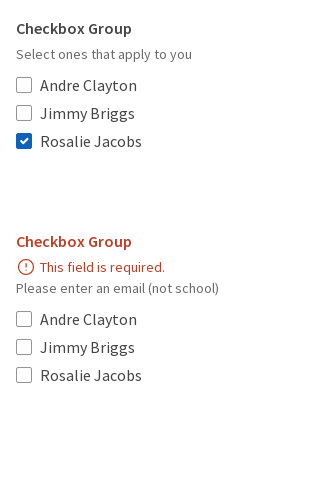 Checkbox Group
Select ones that apply to you
Andre Clayton
Jimmy Briggs
Rosalie Jacobs
Checkbox Group
This field is required.
Please enter an email (not school)
Andre Clayton
Jimmy Briggs
Rosalie Jacobs